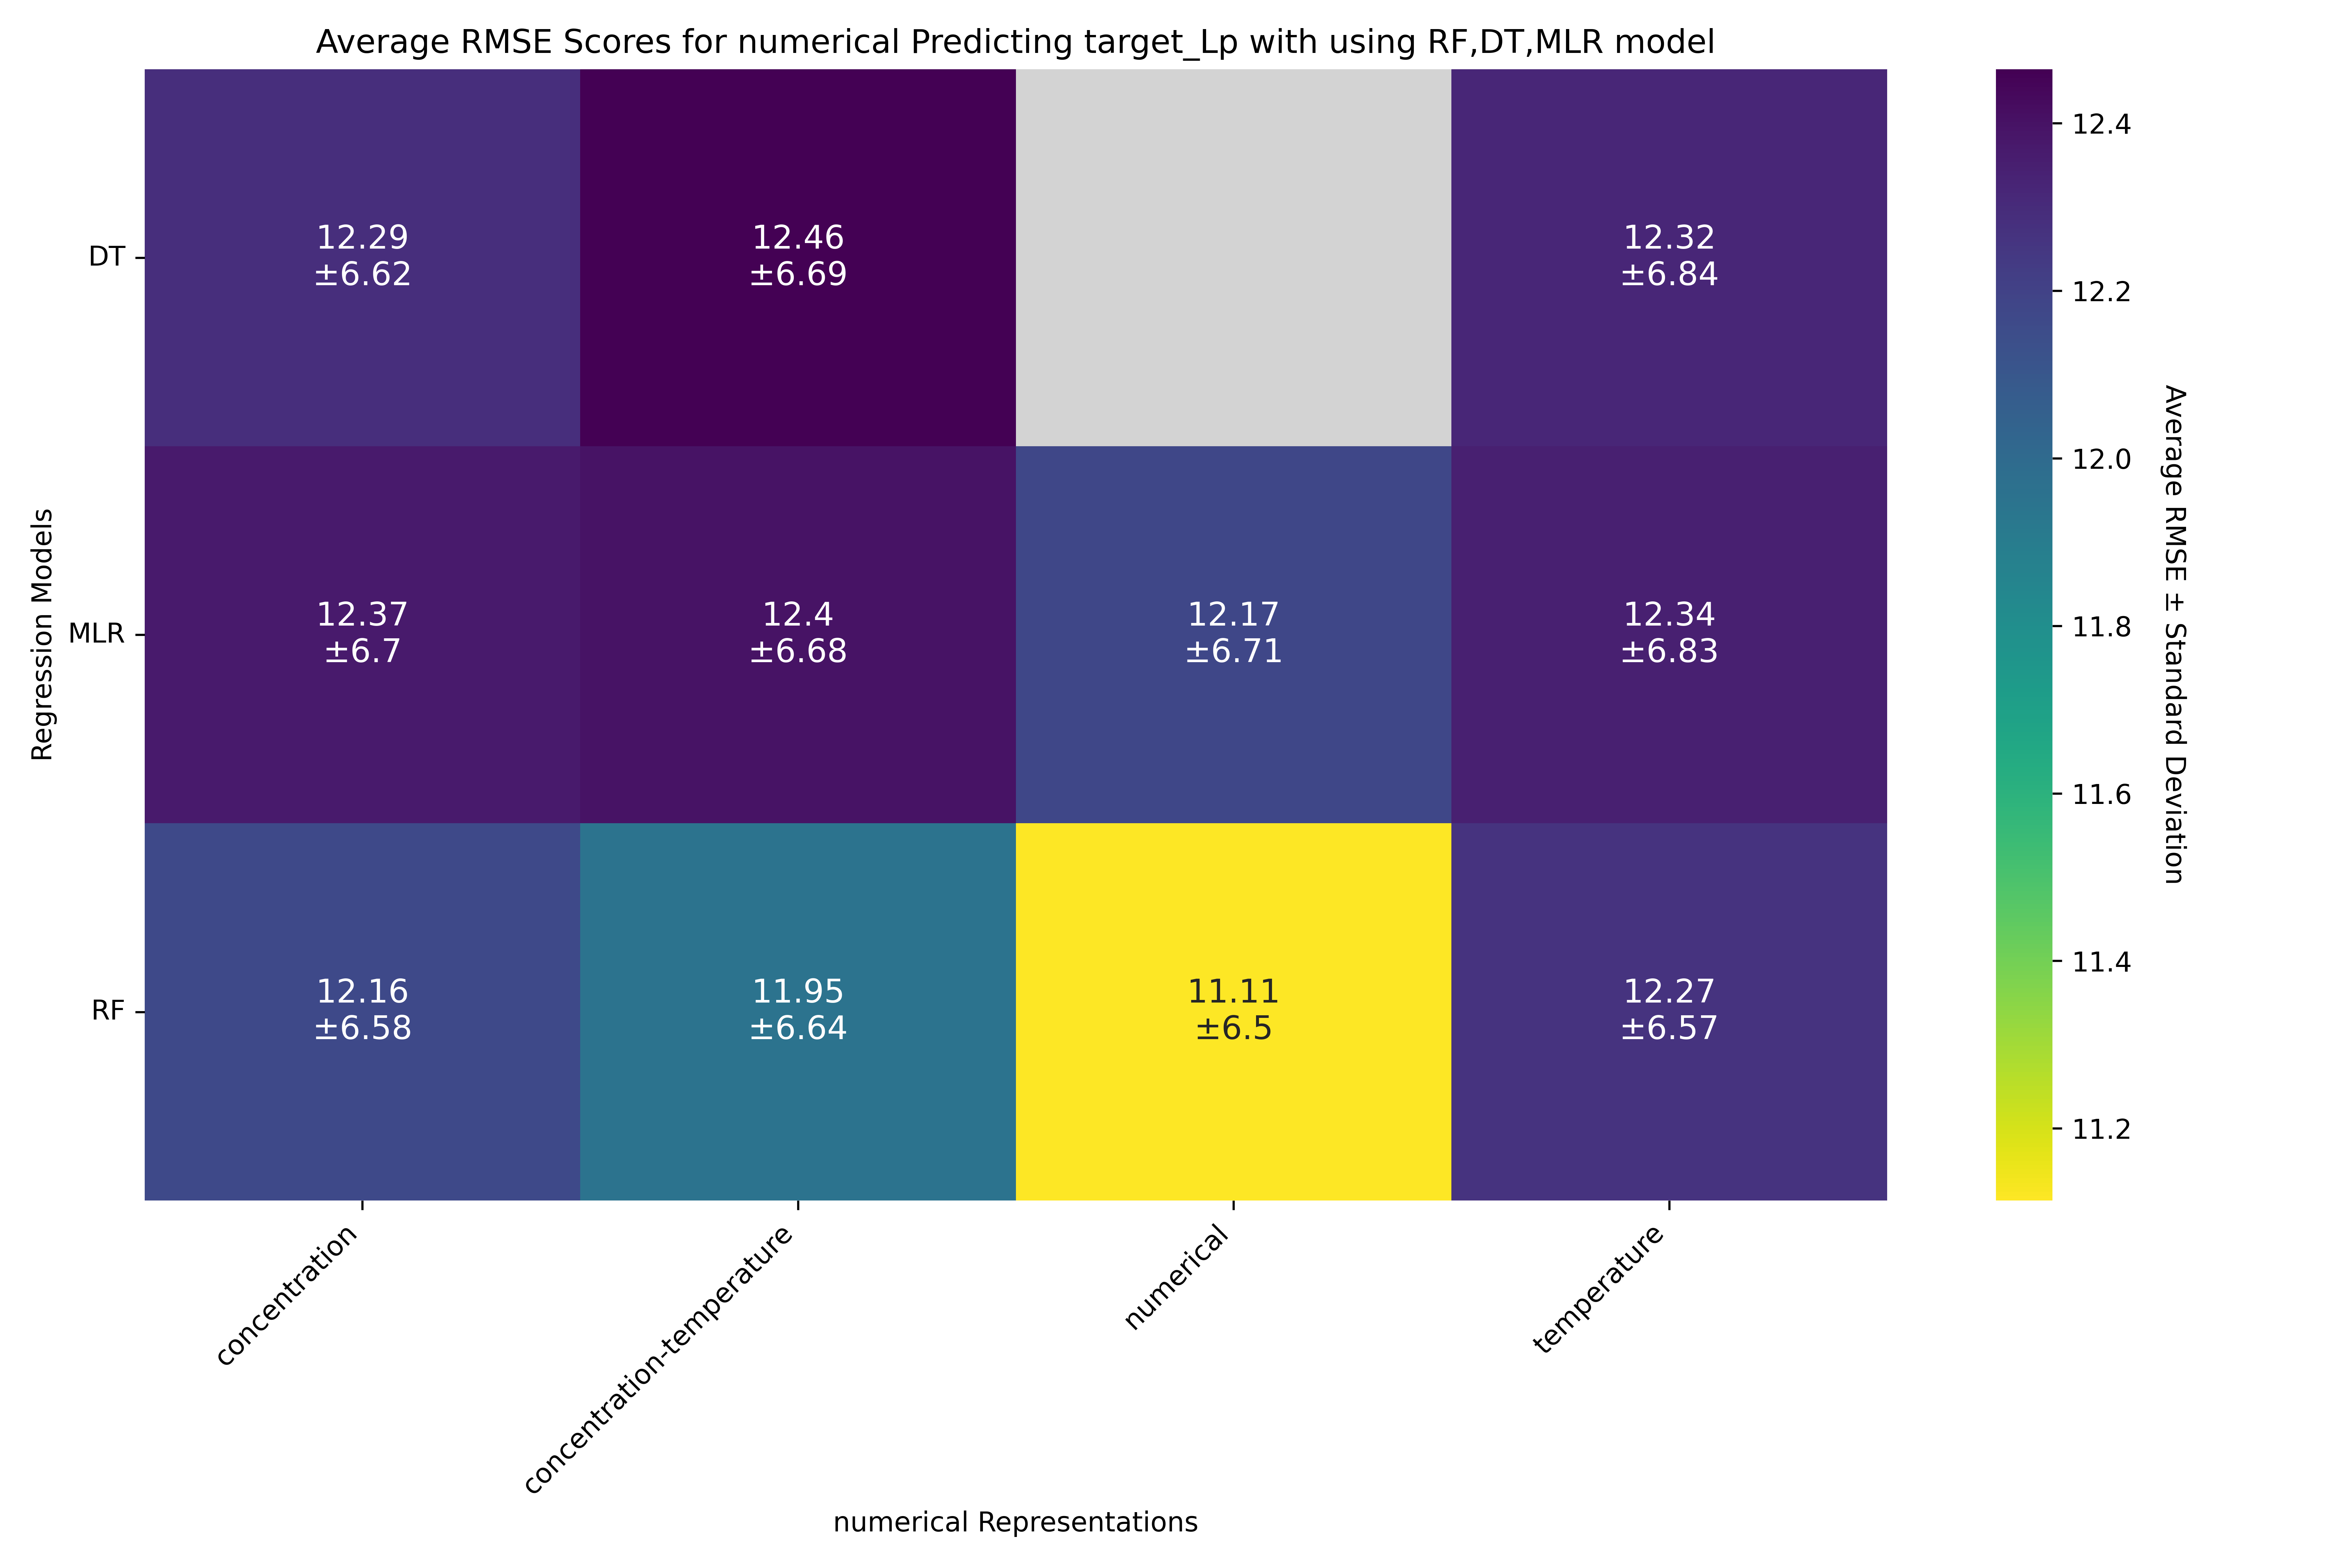 Average RMSE Scores for numerical Predicting target_Lp with using RF,DT,MLR model
Regression Models
DT
12.29
±6.62
12.46
±6.69
12.32
±6.84
MLR
12.37
±6.7
12.4
±6.68
12.17
±6.71
12.34
±6.83
RF
12.16
±6.58
11.95
±6.64
11.11
±6.5
12.27
±6.57
concentration
concentration-temperature
numerical
temperature
numerical Representations
12.4
12.2
12.0
11.8
11.6
11.4
11.2
Average RMSE ± Standard Deviation